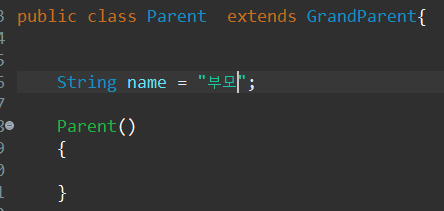 public class Parent  extends GrandParent{
String name = "부모";
Parent()
{
}